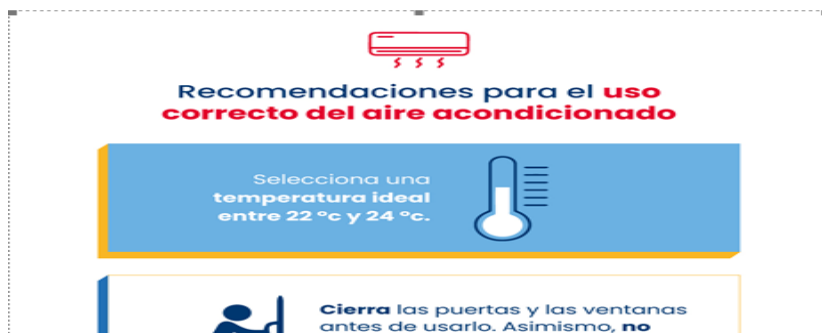 Recomendaciones para el uso
correcto del aire acondicionado
Selecciona una
temperatura ideal
entre 22 °c y 24 °c.
Cierra las puertas y las ventanas
antes de usarlo. Asimismo, no